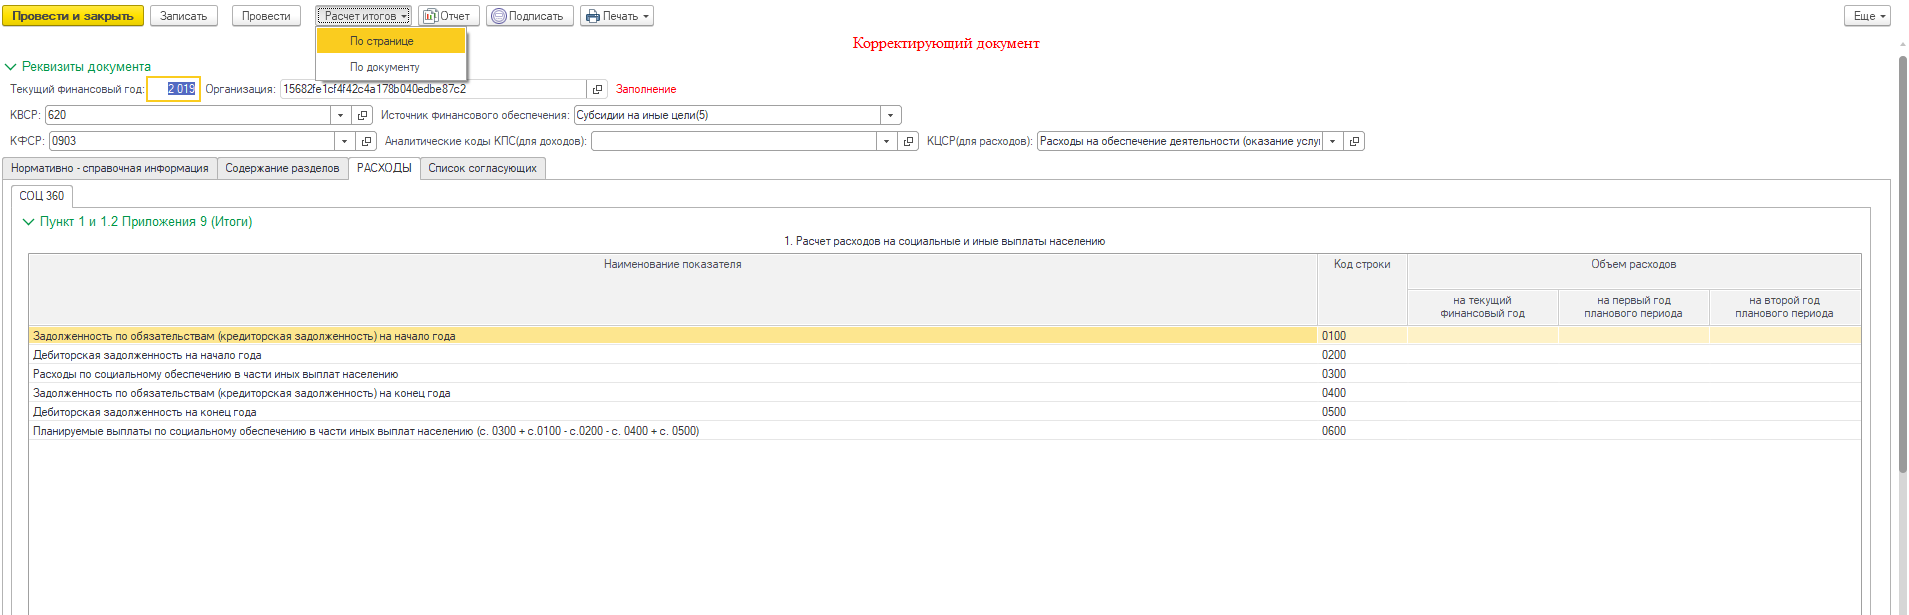 Провести и закрыть Записать Провести Расчет итогов Отчет Подписать Печать Еще
По странице
По документу
Корректирующий документ
Реквизиты документа
Текущий финансовый год: 2 019 Организация: 15682fe1cf4f42c4a178b040edbe87c2 Заполнение
КВСР: 620 Источник финансового обеспечения: Субсидии на иные цели(5)
КФСР: 0903 Аналитические коды КПС(для доходов): КЦСР(для расходов): Расходы на обеспечение деятельности (оказание услуг
Нормативно - справочная информация Содержание разделов РАСХОДЫ Список согласующих
СОЦ 360
Пункт 1 и 1.2 Приложения 9 (Итоги)
1. Расчет расходов на социальные и иные выплаты населению
Наименование показателя Код строки Объем расходов
на текущий финансовый год на первый год планового периода на второй год планового периода
Задолженность по обязательствам (кредиторская задолженность) на начало года 0100
Дебиторская задолженность на начало года 0200
Расходы по социальному обеспечению в части иных выплат населению 0300
Задолженность по обязательствам (кредиторская задолженность) на конец года 0400
Дебиторская задолженность на конец года 0500
Планируемые выплаты по социальному обеспечению в части иных выплат населению (с. 0300 + с.0100 - с.0200 - с. 0400 + с. 0500) 0600